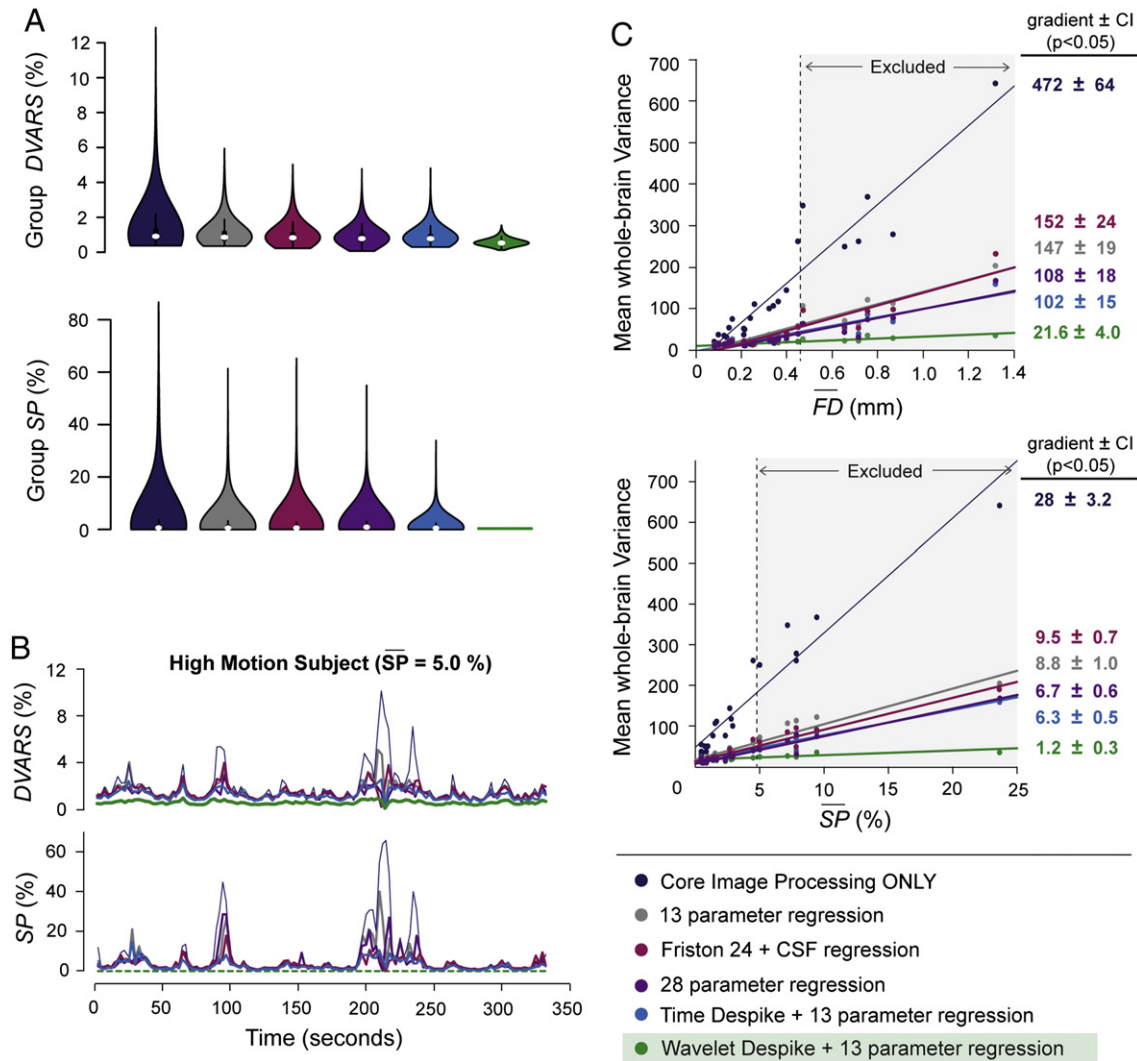 A
Group DVARS (%)
12
10
8
6
4
2
0
Group SP (%)
80
60
40
20
0
B
High Motion Subject (SP = 5.0 %)
DVARS (%)
12
8
4
0
SP (%)
60
40
20
0
0 50 100 150 200 250 300 350
Time (seconds)
C
gradient ± CI
(p<0.05)
Excluded
Mean whole-brain Variance
700
600
500
400
300
200
100
0
472 ± 64
152 ± 24
147 ± 19
108 ± 18
102 ± 15
21.6 ± 4.0
0 0.2 0.4 0.6 0.8 1.0 1.2 1.4
FD (mm)
gradient ± CI
(p<0.05)
Excluded
Mean whole-brain Variance
700
600
500
400
300
200
100
28 ± 3.2
9.5 ± 0.7
8.8 ± 1.0
6.7 ± 0.6
6.3 ± 0.5
1.2 ± 0.3
5 10 15 20 25
SP (%)
Core Image Processing ONLY
13 parameter regression
Friston 24 + CSF regression
28 parameter regression
Time Despike + 13 parameter regression
Wavelet Despike + 13 parameter regression